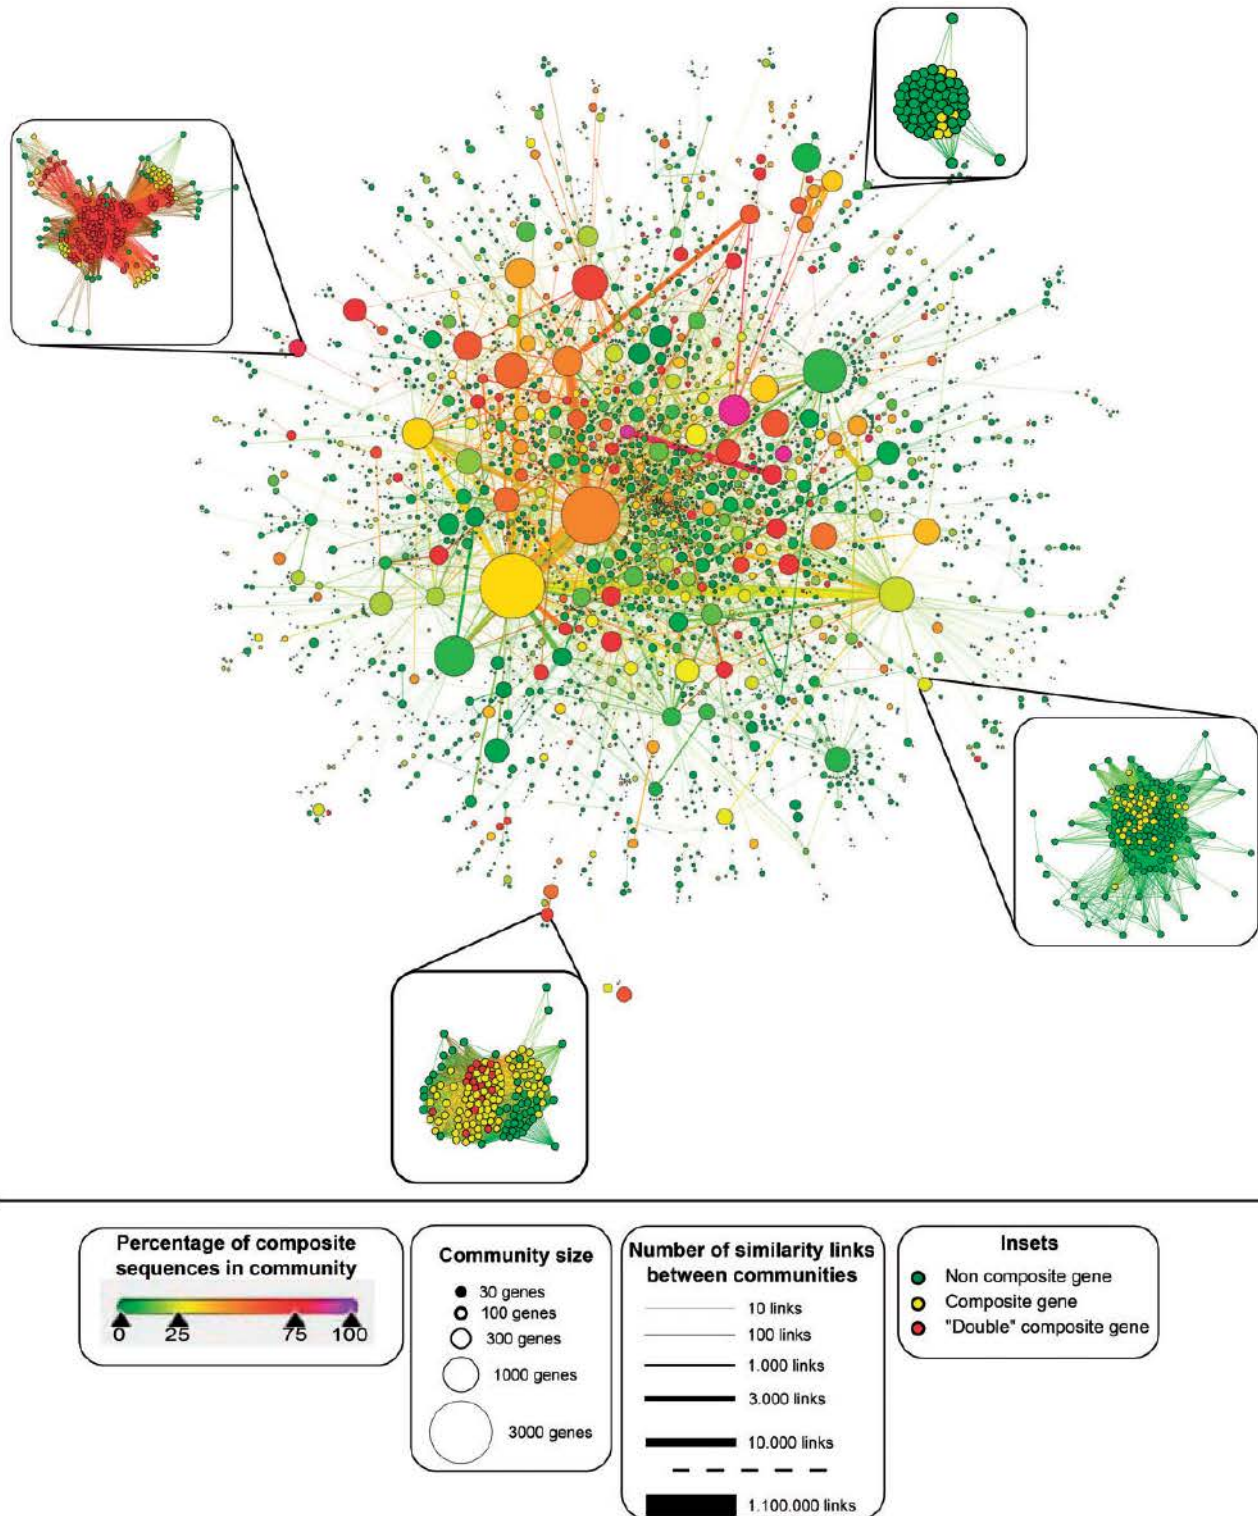 Percentage of composite
sequences in community
0 25 75 100
Community size
30 genes
100 genes
300 genes
1000 genes
3000 genes
Number of similarity links
between communities
10 links
100 links
1.000 links
3.000 links
10.000 links
1.100.000 links
Insets
Non composite gene
Composite gene
"Double" composite gene